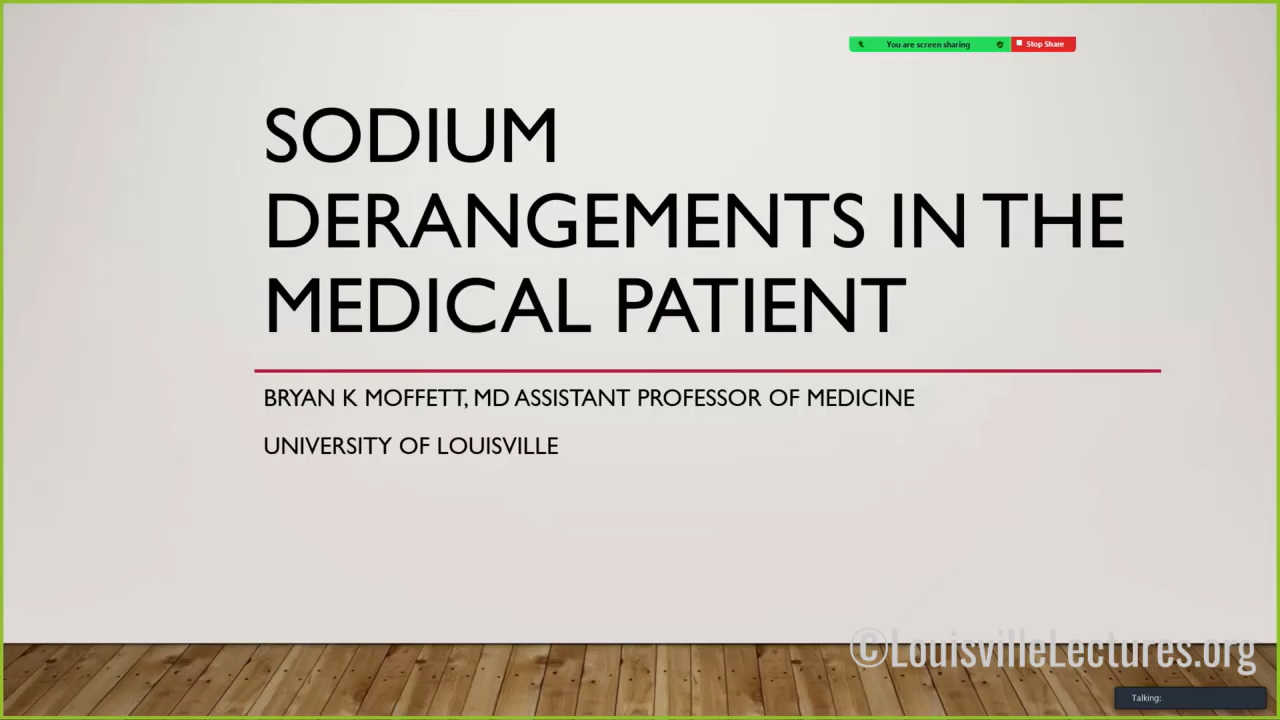 You are screen sharing Stop Share
SODIUM
DERANGEMENTS IN THE
MEDICAL PATIENT
BRYAN K MOFFETT, MD ASSISTANT PROFESSOR OF MEDICINE
UNIVERSITY OF LOUISVILLE
©LouisvilleLectures.org
Talking: